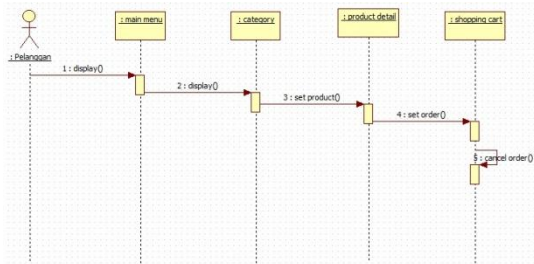 : main menu
: category
: product detail
: shopping cart
: Pelanggan
1 : display()
2 : display()
3 : set product()
4 : set order()
5 : cancel order()